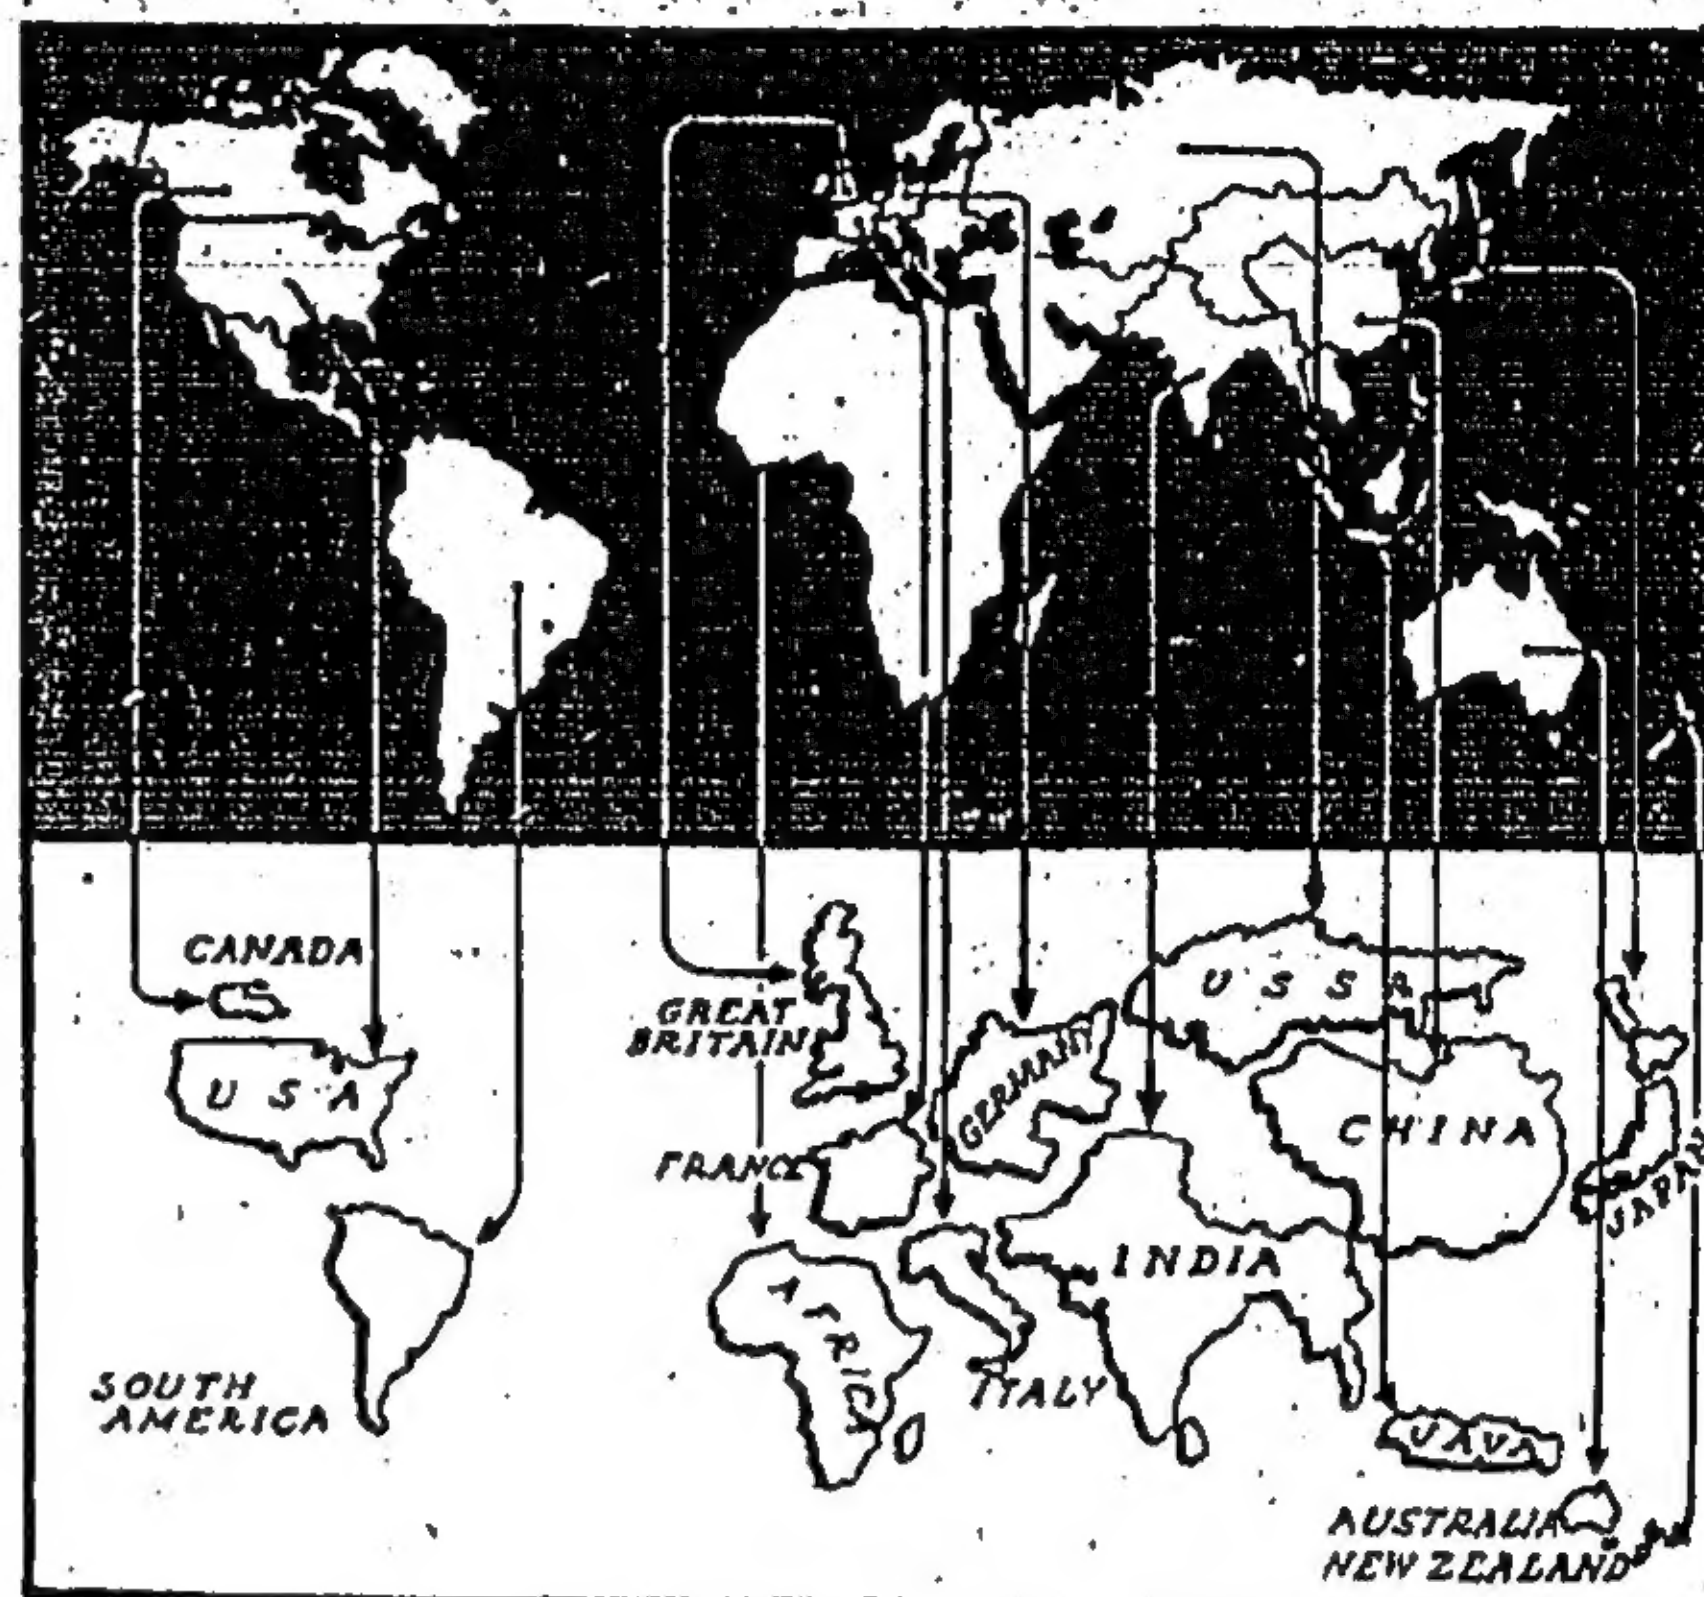 CANADA
U S A
SOUTH
AMERICA
GREAT
BRITAIN
FRANCE
AFRICA
GERMANY
ITALY
U S S R
CHINA
INDIA
JAPAN
JAVA
AUSTRALIA
NEW ZEALAND